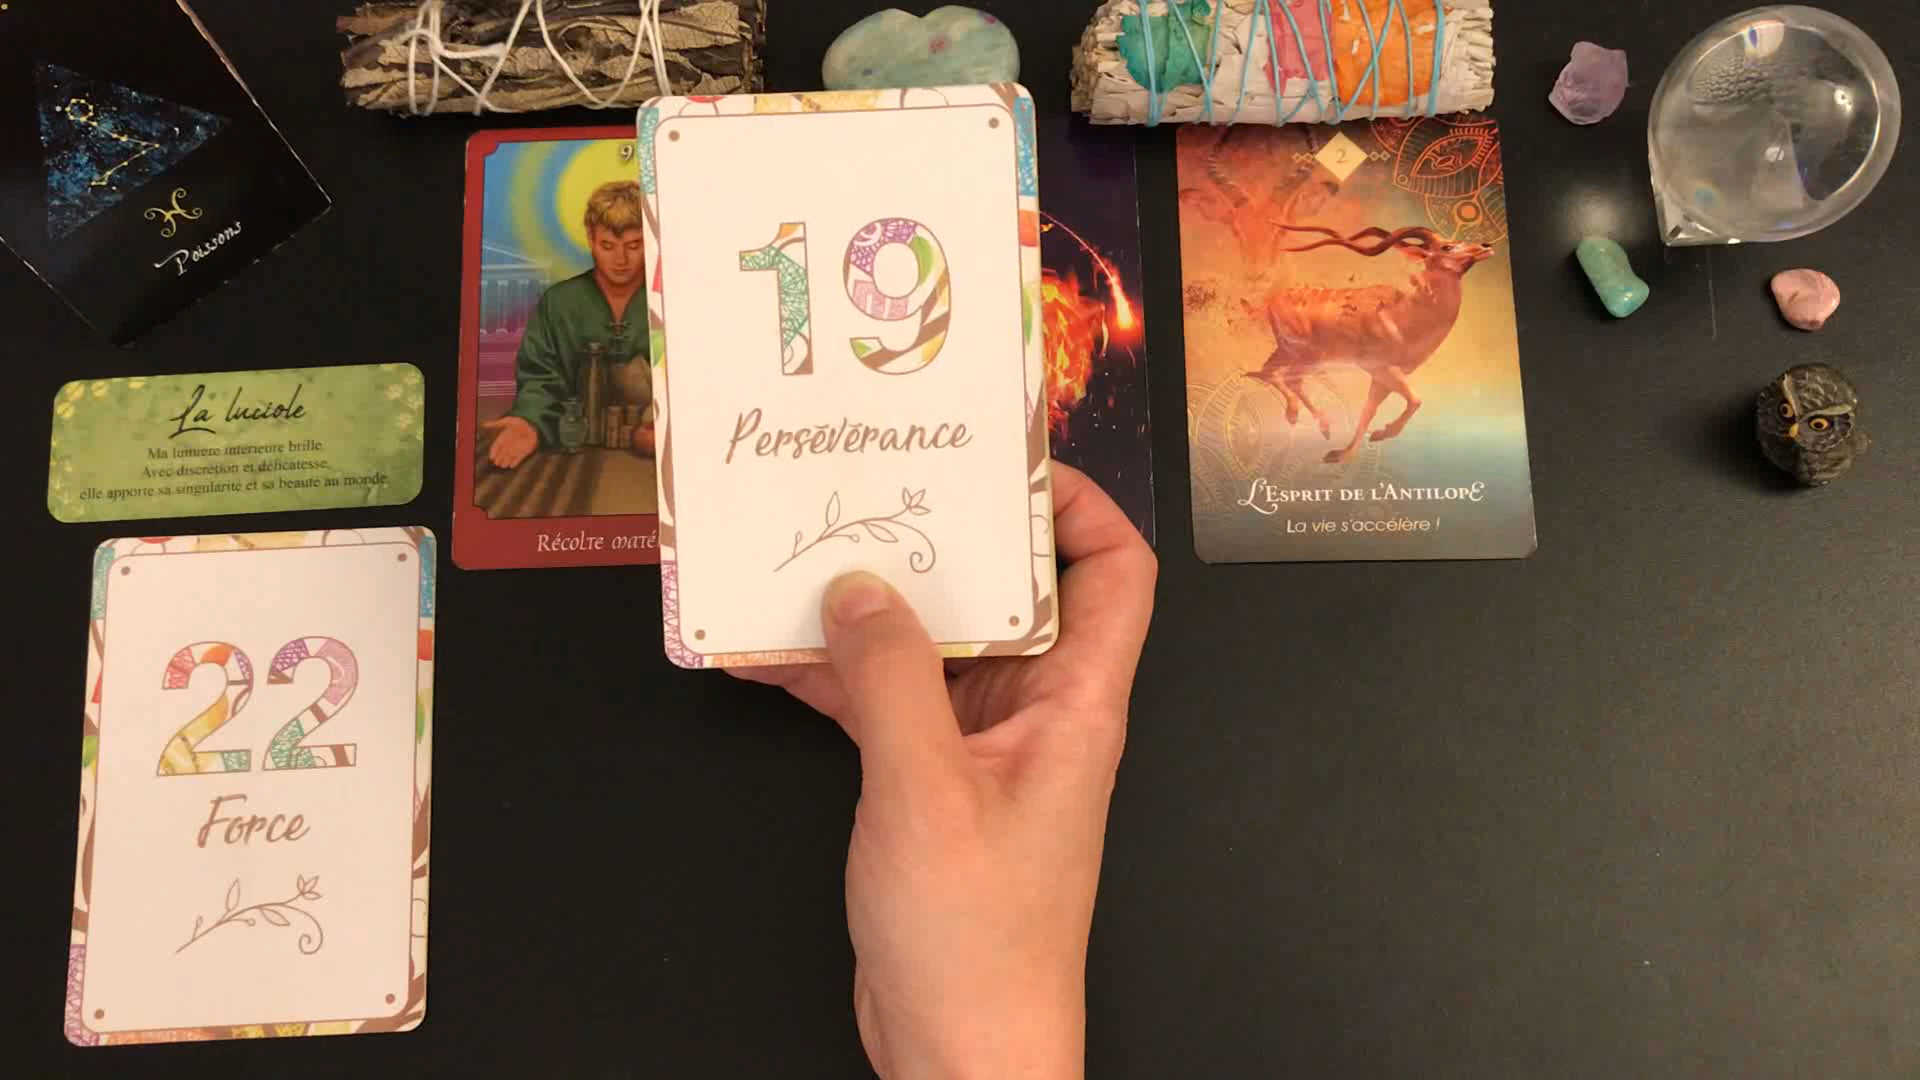 Poissons
La luciole
Ma lumière intérieure brille.
Avec discrétion et délicatesse,
elle apporte sa singularité et sa beauté au monde.
22
Force
9
Récolte maté
19
Persévérance
2
L'Esprit de l'Antilope
La vie s'accélère !